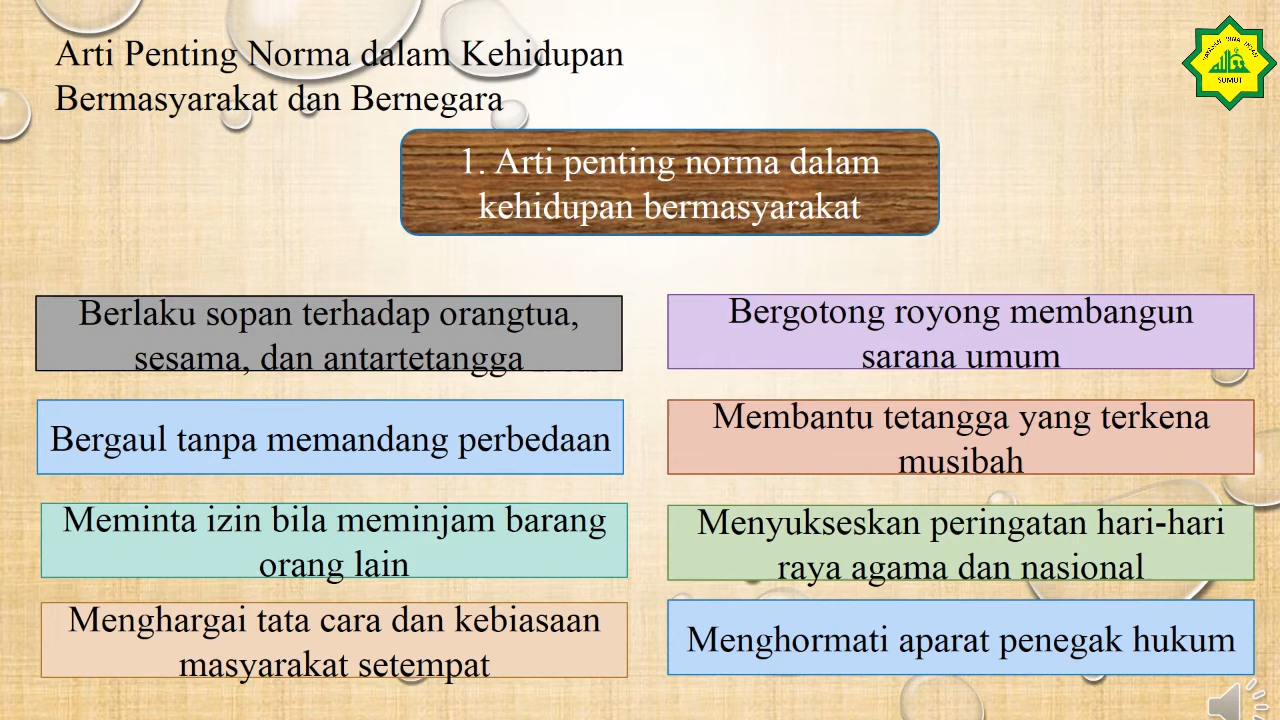 Arti Penting Norma dalam Kehidupan
Bermasyarakat dan Bernegara
SUMUT
1. Arti penting norma dalam
kehidupan bermasyarakat
Berlaku sopan terhadap orangtua,
sesama, dan antartetangga
Bergaul tanpa memandang perbedaan
Meminta izin bila meminjam barang
orang lain
Menghargai tata cara dan kebiasaan
masyarakat setempat
Bergotong royong membangun
sarana umum
Membantu tetangga yang terkena
musibah
Menyukseskan peringatan hari-hari
raya agama dan nasional
Menghormati aparat penegak hukum